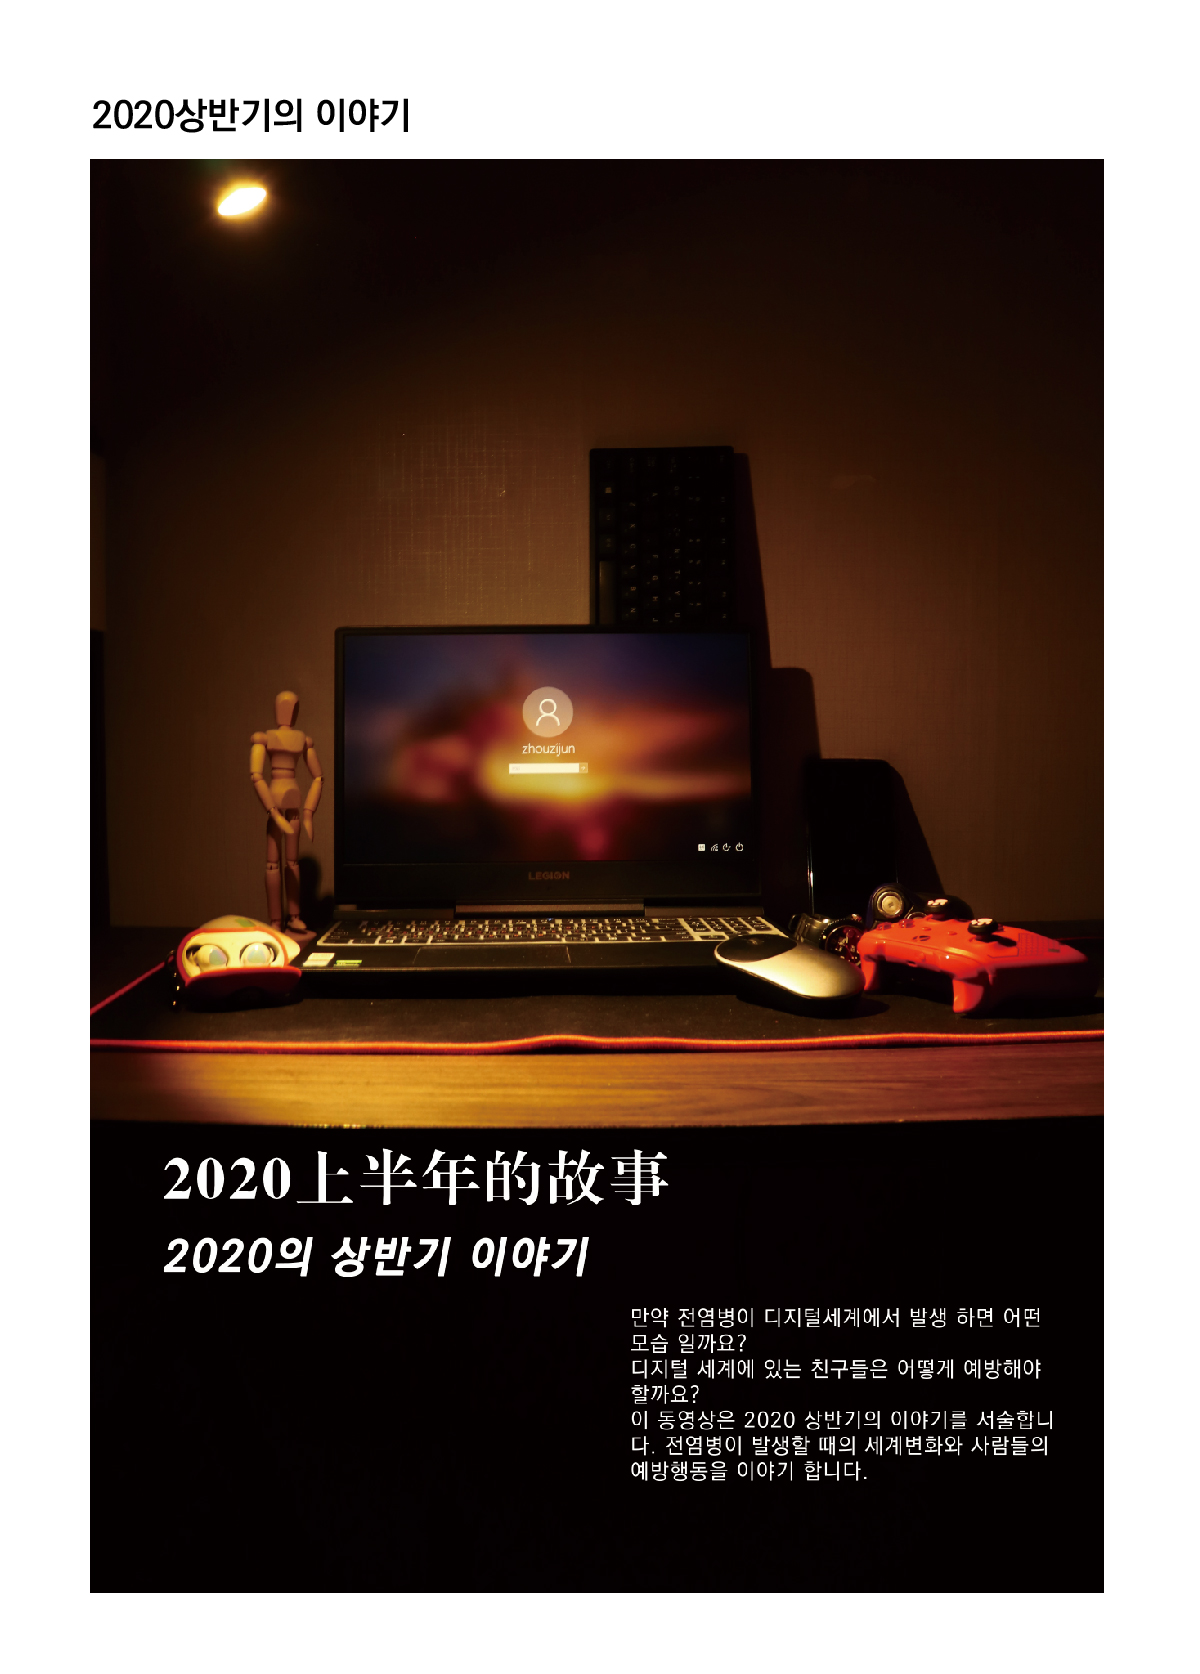 2020상반기의 이야기
zhouzijun
LEGION
2020上半年的故事
2020의 상반기 이야기
만약 전염병이 디지털세계에서 발생 하면 어떤
모습 일까요?
디지털 세계에 있는 친구들은 어떻게 예방해야
할까요?
이 동영상은 2020 상반기의 이야기를 서술합니
다. 전염병이 발생할 때의 세계변화와 사람들의
예방행동을 이야기 합니다.